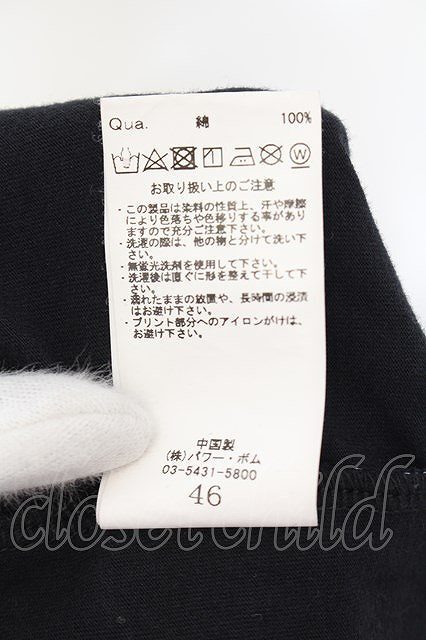 Qua. 綿 100%
お取り扱い上のご注意
・この製品は染料の性質上、汗や摩擦
により色落ちや色移りする事があり
ますので充分ご注意下さい。
・洗濯の際は、他の物と分けて洗い下
さい。
・無蛍光洗剤を使用して下さい。
・洗濯後は直ぐに形を整えて干して下
さい。
・濡れたままの放置や、長時間の浸漬
はお避け下さい。
・プリント部分へのアイロンがけは、
お避け下さい。
中国製
(株)パワー・ボム
03-5431-5800
46
closet child